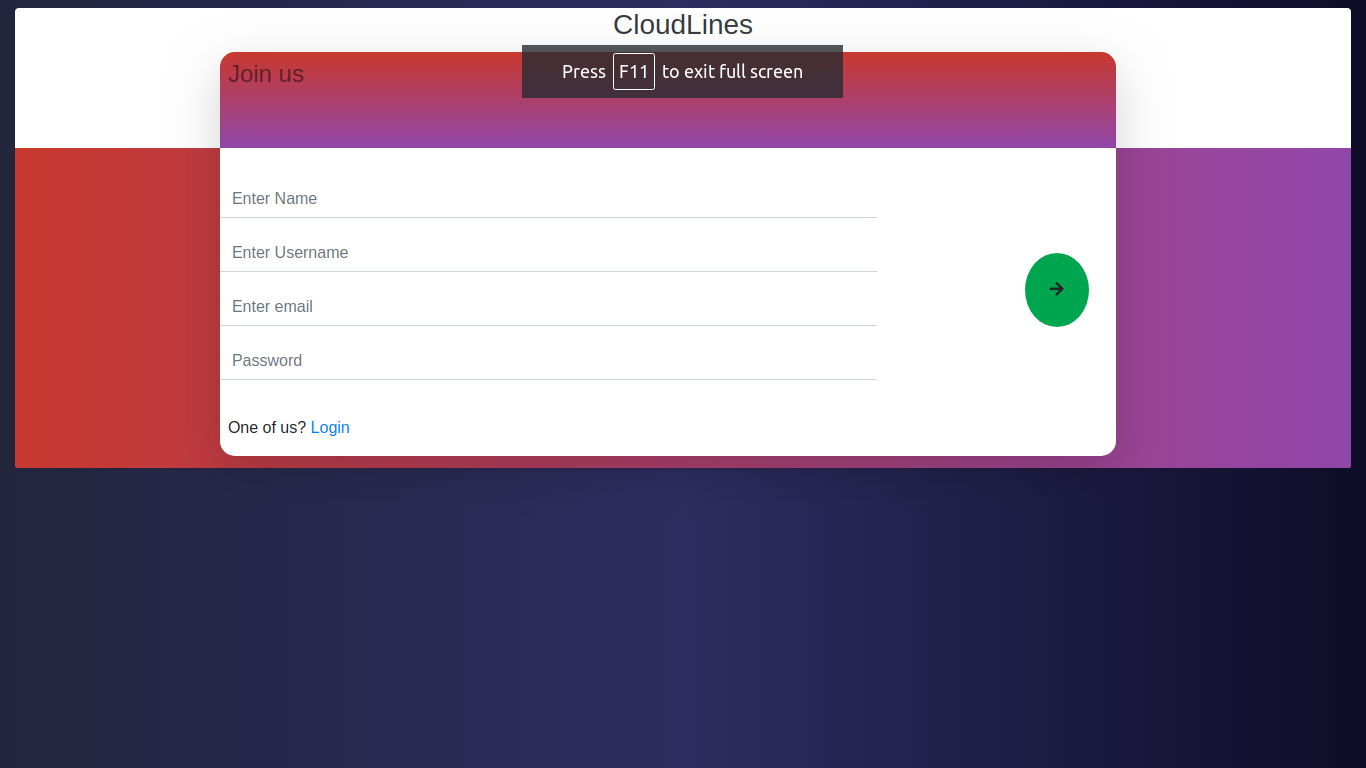 CloudLines
Join us
Press F11 to exit full screen
Enter Name
Enter Username
Enter email
Password
One of us? Login